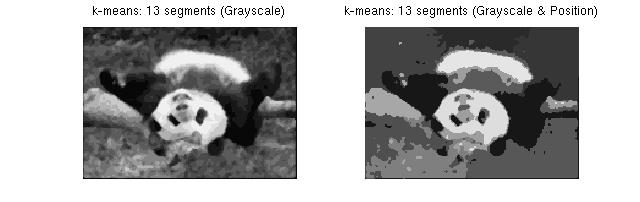 k-means: 13 segments (Grayscale)
k-means: 13 segments (Grayscale & Position)